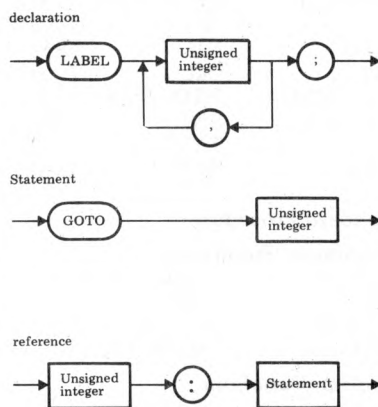 declaration
LABEL
Unsigned
integer
;
,
Statement
GOTO
Unsigned
integer
reference
Unsigned
integer
:
Statement